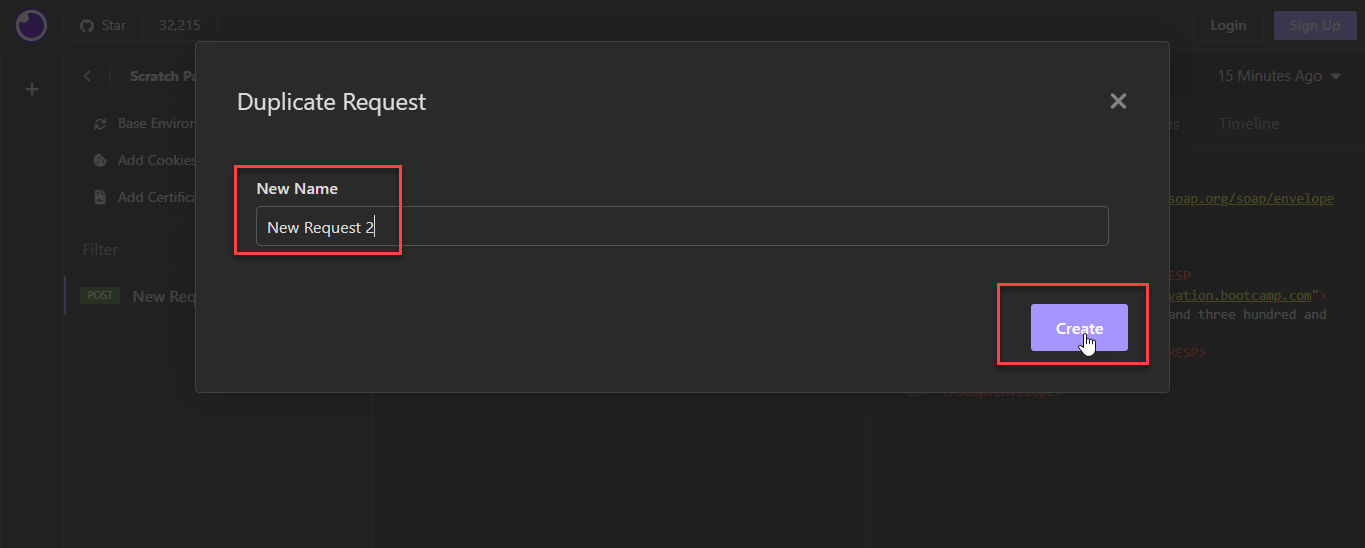 Star 32,215
Login
Sign Up
Scratch Pa
15 Minutes Ago
Duplicate Request
Base Environ
es
Timeline
Add Cookies
New Name
Add Certifica
soap.org/soap/envelope
New Request 2
Filter
ESP
POST New Req
vation.bootcamp.com">
and three hundred and
Create
RESP>
</soap:Envelope>